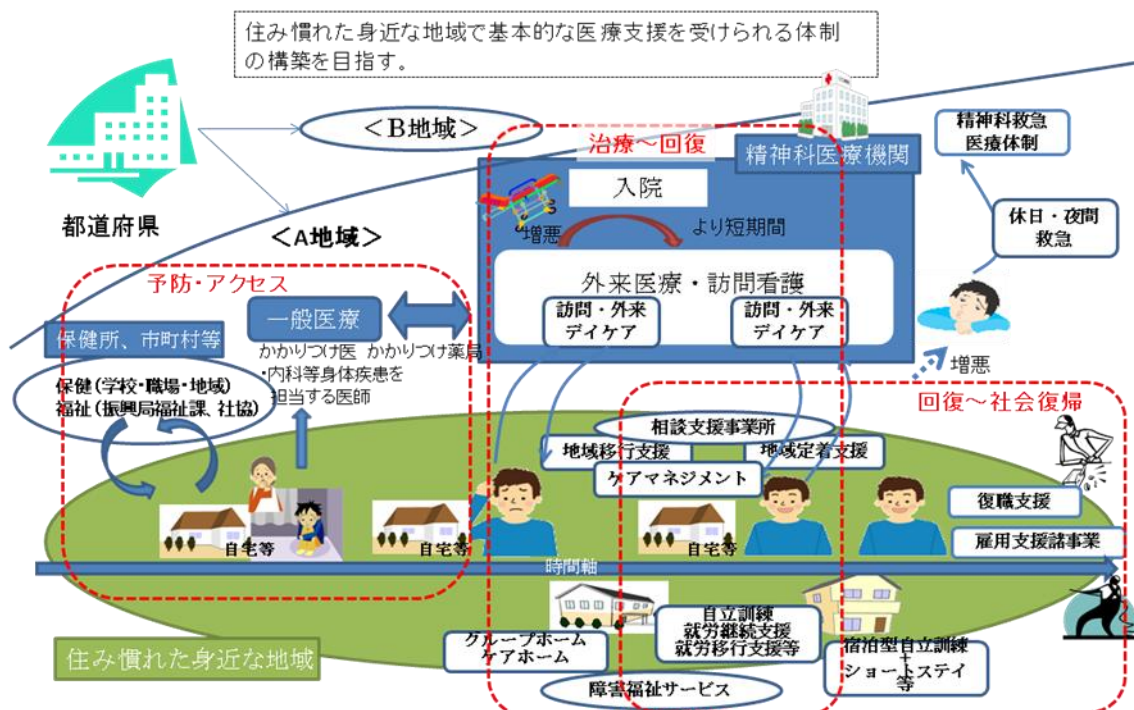 住み慣れた身近な地域で基本的な医療支援を受けられる体制
の構築を目指す。
都道府県
<B地域>
<A地域>
治療～回復
精神科医療機関
入院
増悪
より短期間
外来医療・訪問看護
訪問・外来
デイケア
訪問・外来
デイケア
精神科救急
医療体制
休日・夜間
救急
増悪
予防・アクセス
一般医療
保健所、市町村等
かかりつけ医 かかりつけ薬局
・内科等身体疾患を
担当する医師
保健(学校・職場・地域)
福祉(振興局福祉課、社協)
回復～社会復帰
相談支援事業所
地域移行支援
地域定着支援
ケアマネジメント
復職支援
雇用支援諸事業
自宅等
自宅等
自宅等
時間軸
住み慣れた身近な地域
グループホーム
ケアホーム
自立訓練
就労継続支援
就労移行支援等
宿泊型自立訓練
+
ショートステイ
等
障害福祉サービス